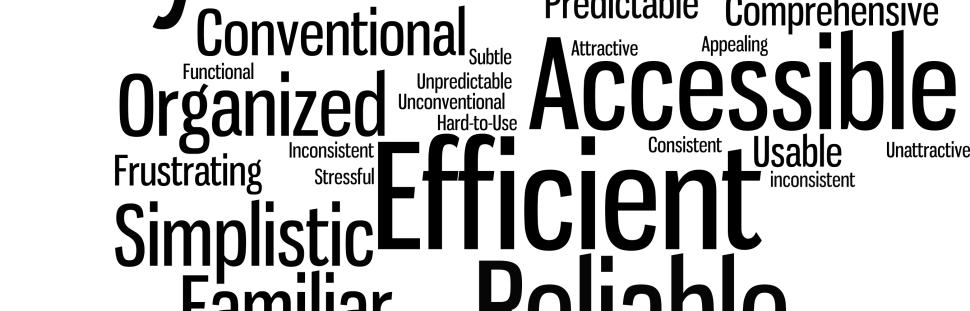 Predictable
Comprehensive
Conventional
Subtle
Attractive
Appealing
Functional
Accessible
Organized
Unpredictable
Unconventional
Hard-to-Use
Inconsistent
Consistent
Usable
Unattractive
Frustrating
Stressful
Efficient
inconsistent
Simplistic
Familiar
Reliable